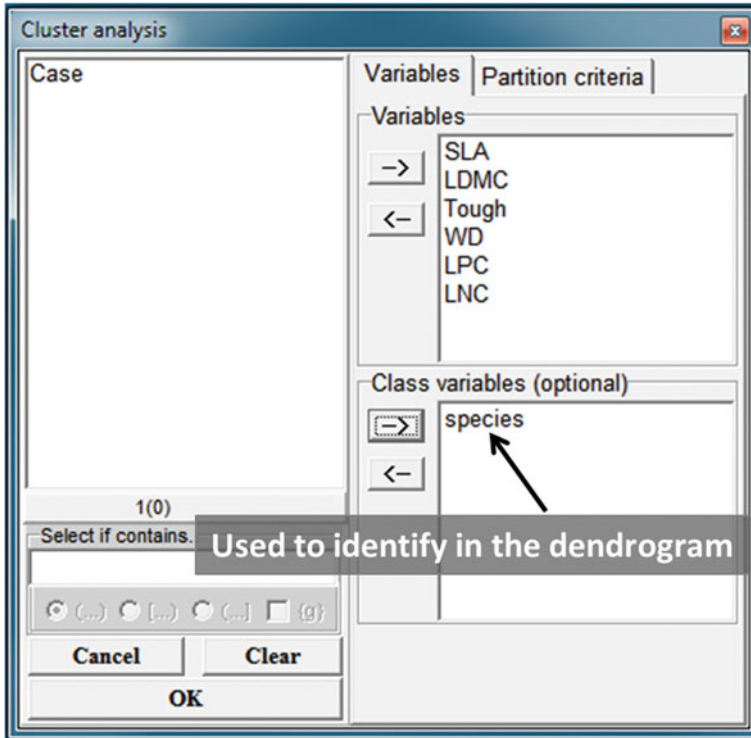 Cluster analysis
x
Case
1(0)
Select if contains..
(...)
[...)
(...]
{g}
Cancel
Clear
OK
Variables
Partition criteria
Variables
-->
<--
SLA
LDMC
Tough
WD
LPC
LNC
Class variables (optional)
-->
<--
species
Used to identify in the dendrogram